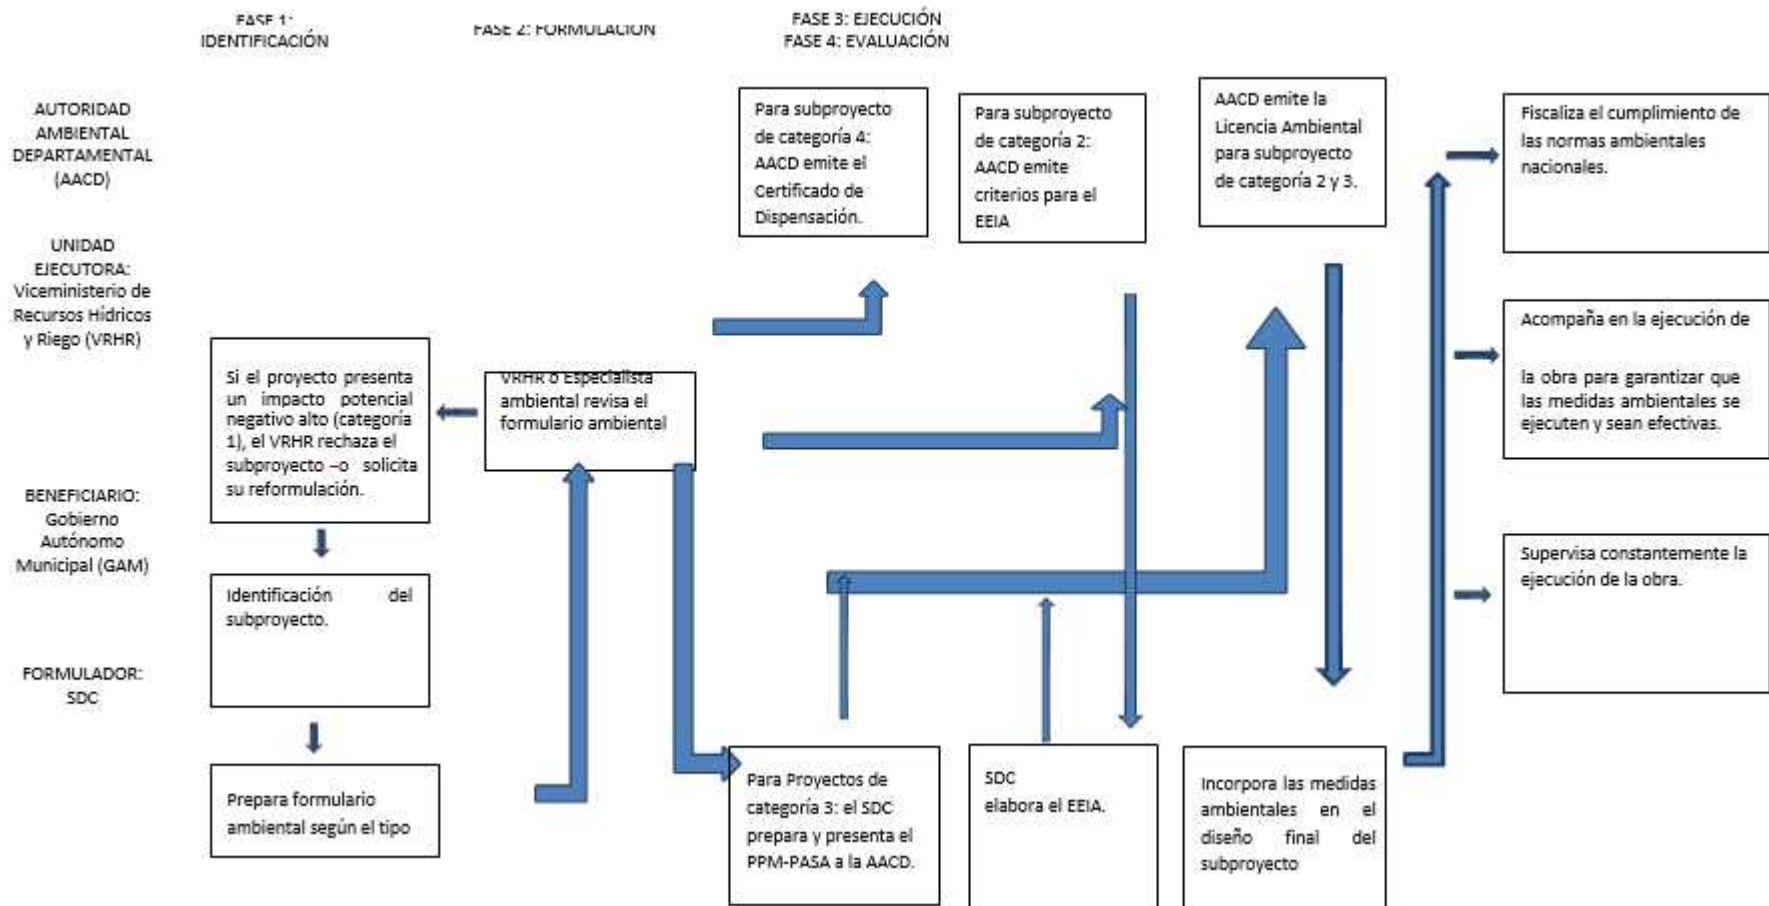 FASE 1:
IDENTIFICACIÓN
FASE 2: FORMULACIÓN
FASE 3: EJECUCIÓN
FASE 4: EVALUACIÓN
AUTORIDAD
AMBIENTAL
DEPARTAMENTAL
(AACD)
Para subproyecto
de categoría 4:
AACD emite el
Certificado de
Dispensación.
Para subproyecto
de categoría 2:
AACD emite
criterios para el
EEIA
AACD emite la
Licencia Ambiental
para subproyecto
de categoría 2 y 3.
Fiscaliza el cumplimiento de
las normas ambientales
nacionales.
UNIDAD
EJECUTORA:
Viceministerio de
Recursos Hídricos
y Riego (VRHR)
Si el proyecto presenta
un impacto potencial
negativo alto (categoría
1), el VRHR rechaza el
subproyecto –o solicita
su reformulación.
VRHR o Especialista
ambiental revisa el
formulario ambiental
Acompaña en la ejecución de
la obra para garantizar que
las medidas ambientales se
ejecuten y sean efectivas.
BENEFICIARIO:
Gobierno
Autónomo
Municipal (GAM)
Identificación del
subproyecto.
Supervisa constantemente la
ejecución de la obra.
FORMULADOR:
SDC
Prepara formulario
ambiental según el tipo
Para Proyectos de
categoría 3: el SDC
prepara y presenta el
PPM-PASA a la AACD.
SDC
elabora el EEIA.
Incorpora las medidas
ambientales en el
diseño final del
subproyecto